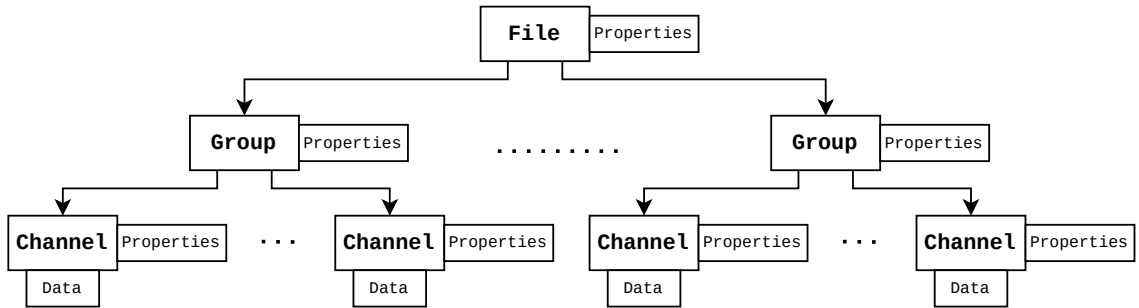 File Properties
Group Properties ......... Group Properties
Channel Properties ... Channel Properties Channel Properties ... Channel Properties
Data Data Data Data